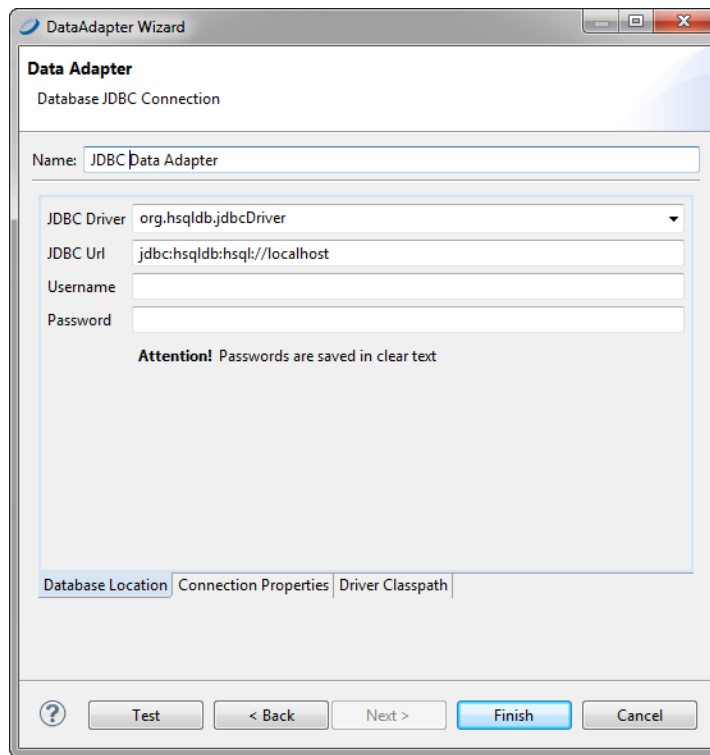 DataAdapter Wizard
Data Adapter
Database JDBC Connection
Name: JDBC Data Adapter
JDBC Driver org.hsqldb.jdbcDriver
JDBC Url jdbc:hsqldb:hsql://localhost
Username
Password
Attention! Passwords are saved in clear text
Database Location Connection Properties Driver Classpath
? Test < Back Next > Finish Cancel